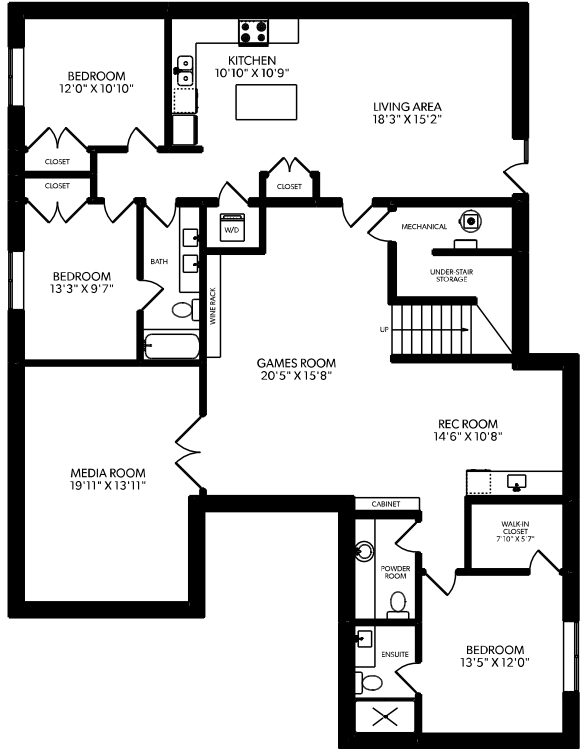 BEDROOM
12'0" X 10'10"
KITCHEN
10'10" X 10'9"
LIVING AREA
18'3" X 15'2"
CLOSET
CLOSET
CLOSET
W/D
MECHANICAL
BATH
BEDROOM
13'3" X 9'7"
WINE RACK
UNDER-STAIR
STORAGE
UP
GAMES ROOM
20'5" X 15'8"
REC ROOM
14'6" X 10'8"
MEDIA ROOM
19'11" X 13'11"
CABINET
WALK-IN
CLOSET
7'10" X 5'7"
POWDER
ROOM
ENSUITE
BEDROOM
13'5" X 12'0"